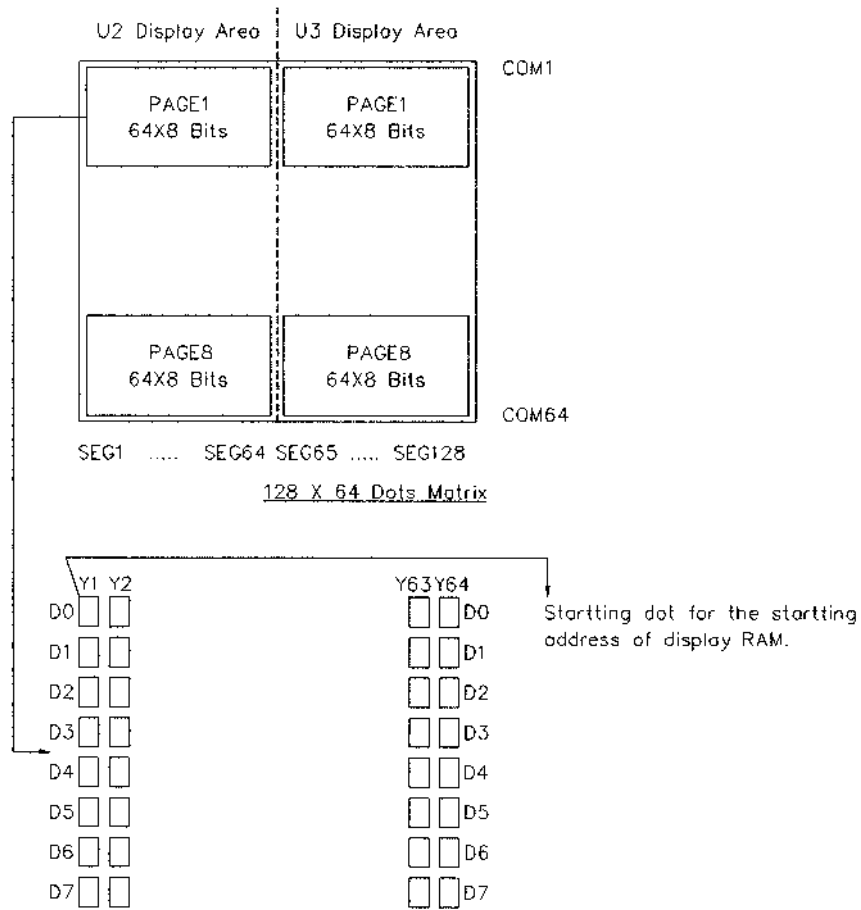 U2 Display Area U3 Display Area
COM1
PAGE1 PAGE1
64X8 Bits 64X8 Bits
PAGE8 PAGE8
64X8 Bits 64X8 Bits
COM64
SEG1 ..... SEG64 SEG65 ..... SEG128
128 X 64 Dots Matrix
Y1 Y2 Y63 Y64
D0 D0 Startting dot for the startting
address of display RAM.
D1 D1
D2 D2
D3 D3
D4 D4
D5 D5
D6 D6
D7 D7